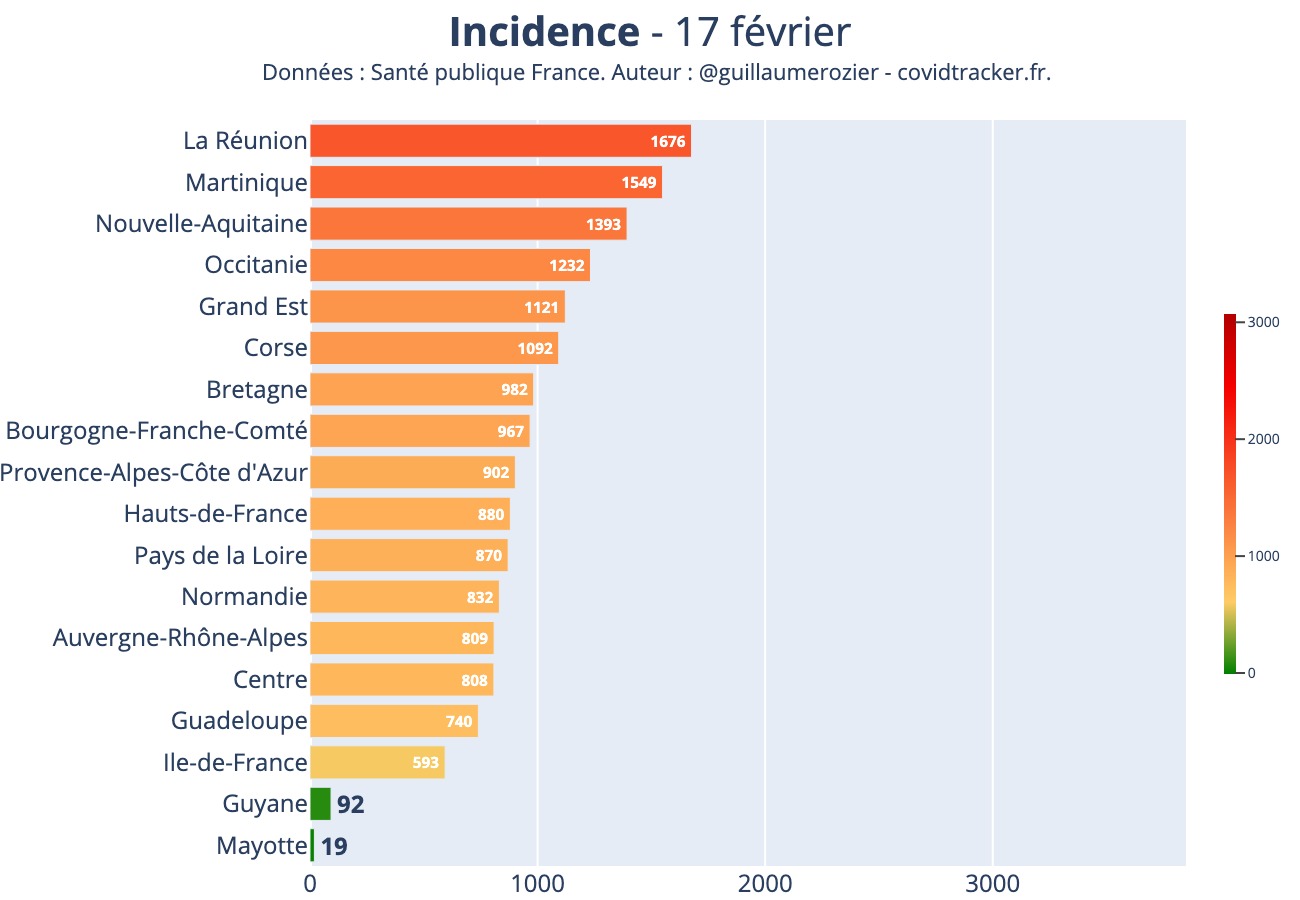 Incidence - 17 février
Données : Santé publique France. Auteur : @guillaumerozier - covidtracker.fr.
La Réunion 1676
Martinique 1549
Nouvelle-Aquitaine 1393
Occitanie 1232
Grand Est 1121
Corse 1092
Bretagne 982
Bourgogne-Franche-Comté 967
Provence-Alpes-Côte d'Azur 902
Hauts-de-France 880
Pays de la Loire 870
Normandie 832
Auvergne-Rhône-Alpes 809
Centre 808
Guadeloupe 740
Ile-de-France 593
Guyane 92
Mayotte 19
0 1000 2000 3000
3000
2000
1000
0